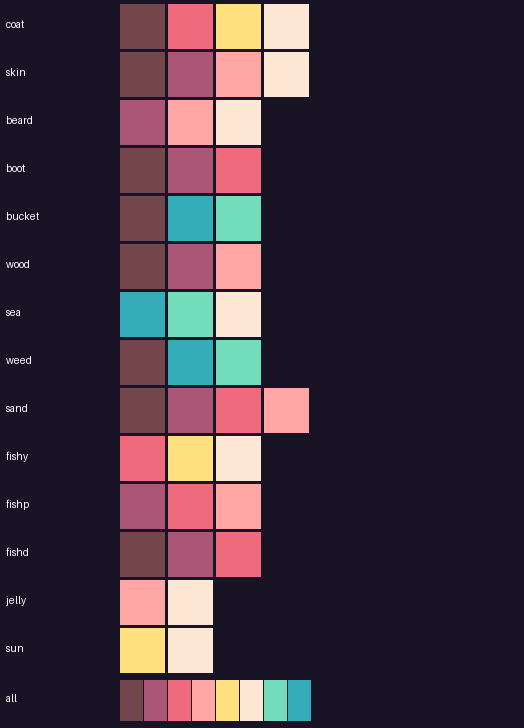 coat
skin
beard
boot
bucket
wood
sea
weed
sand
fishy
fishp
fishd
jelly
sun
all